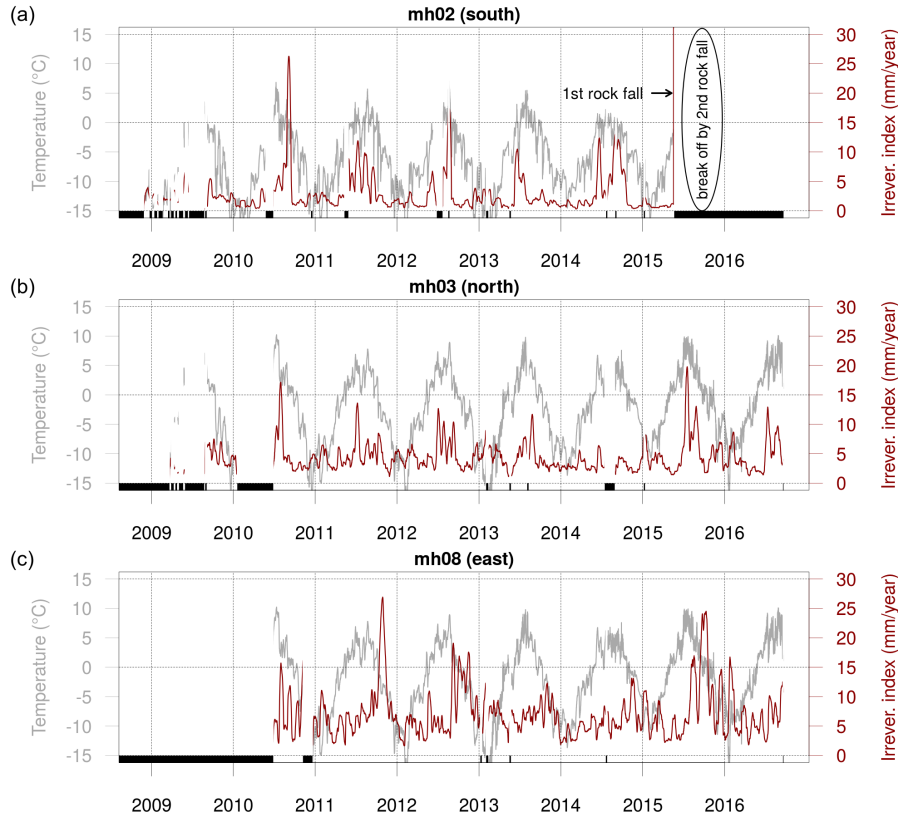 (a)
mh02 (south)
Temperature (°C)
15
10
5
0
-5
-10
-15
30
25
20
15
10
5
0
Irrever. index (mm/year)
1st rock fall
break off by 2nd rock fall
2009 2010 2011 2012 2013 2014 2015 2016
(b)
mh03 (north)
Temperature (°C)
15
10
5
0
-5
-10
-15
30
25
20
15
10
5
0
Irrever. index (mm/year)
2009 2010 2011 2012 2013 2014 2015 2016
(c)
mh08 (east)
Temperature (°C)
15
10
5
0
-5
-10
-15
30
25
20
15
10
5
0
Irrever. index (mm/year)
2009 2010 2011 2012 2013 2014 2015 2016